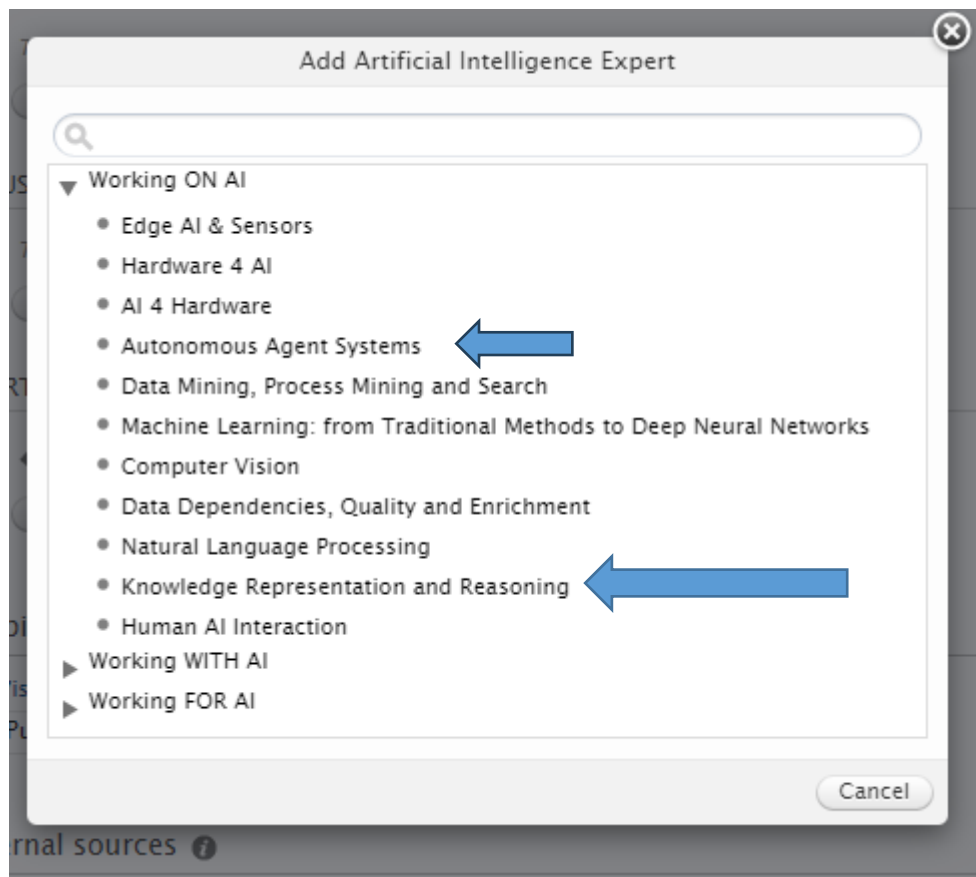 Add Artificial Intelligence Expert
Working ON AI
Edge AI & Sensors
Hardware 4 AI
AI 4 Hardware
Autonomous Agent Systems
Data Mining, Process Mining and Search
Machine Learning: from Traditional Methods to Deep Neural Networks
Computer Vision
Data Dependencies, Quality and Enrichment
Natural Language Processing
Knowledge Representation and Reasoning
Human AI Interaction
Working WITH AI
Working FOR AI
Cancel
sources